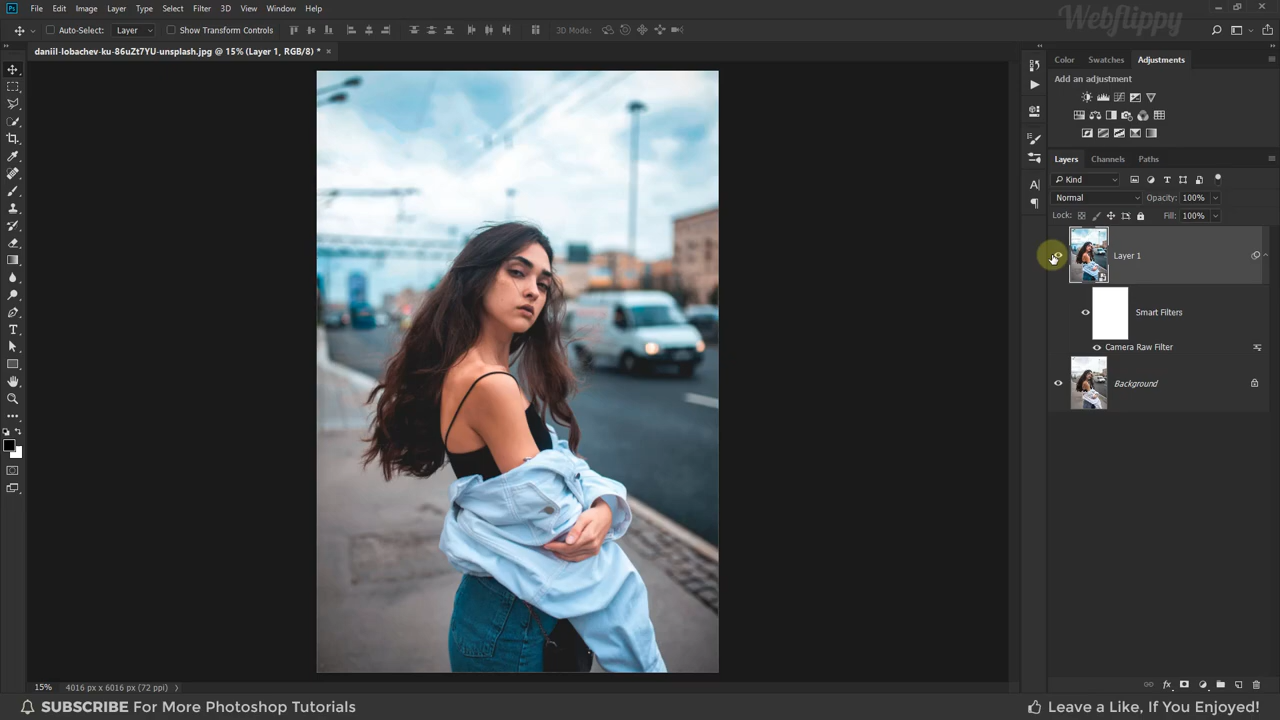 Webflippy
Ps File Edit Image Layer Type Select Filter 3D View Window Help
Auto-Select: Layer Show Transform Controls 3D Mode:
daniil-lobachev-ku-86uZt7YU-unsplash.jpg @ 15% (Layer 1, RGB/8) * ×
Color Swatches Adjustments
Add an adjustment
Layers Channels Paths
Kind
Normal Opacity: 100%
Lock: Fill: 100%
Layer 1
Smart Filters
Camera Raw Filter
Background
15% 4016 px x 6016 px (72 ppi)
SUBSCRIBE For More Photoshop Tutorials
Leave a Like, If You Enjoyed!